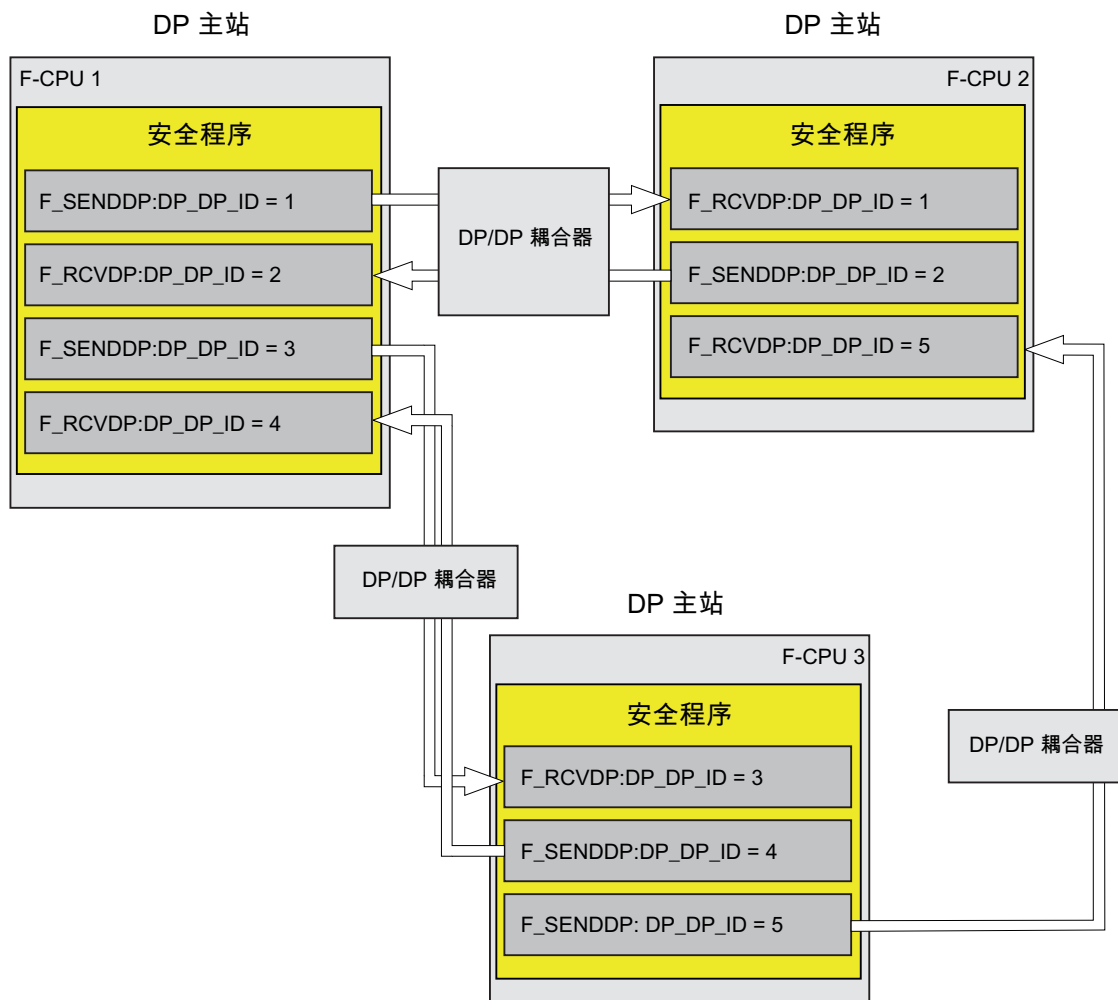 DP 主站
F-CPU 1
安全程序
F_SENDDP:DP_DP_ID = 1
F_RCVDP:DP_DP_ID = 2
F_SENDDP:DP_DP_ID = 3
F_RCVDP:DP_DP_ID = 4
DP/DP 耦合器
DP 主站
F-CPU 2
安全程序
F_RCVDP:DP_DP_ID = 1
F_SENDDP:DP_DP_ID = 2
F_RCVDP:DP_DP_ID = 5
DP/DP 耦合器
DP 主站
F-CPU 3
安全程序
F_RCVDP:DP_DP_ID = 3
F_SENDDP:DP_DP_ID = 4
F_SENDDP: DP_DP_ID = 5
DP/DP 耦合器